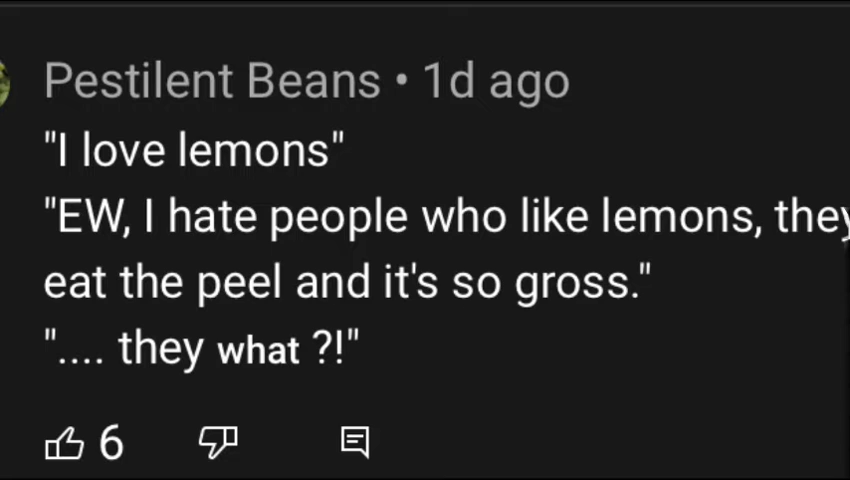 Pestilent Beans • 1d ago
"I love lemons"
"EW, I hate people who like lemons, they
eat the peel and it's so gross."
".... they what ?!"
6